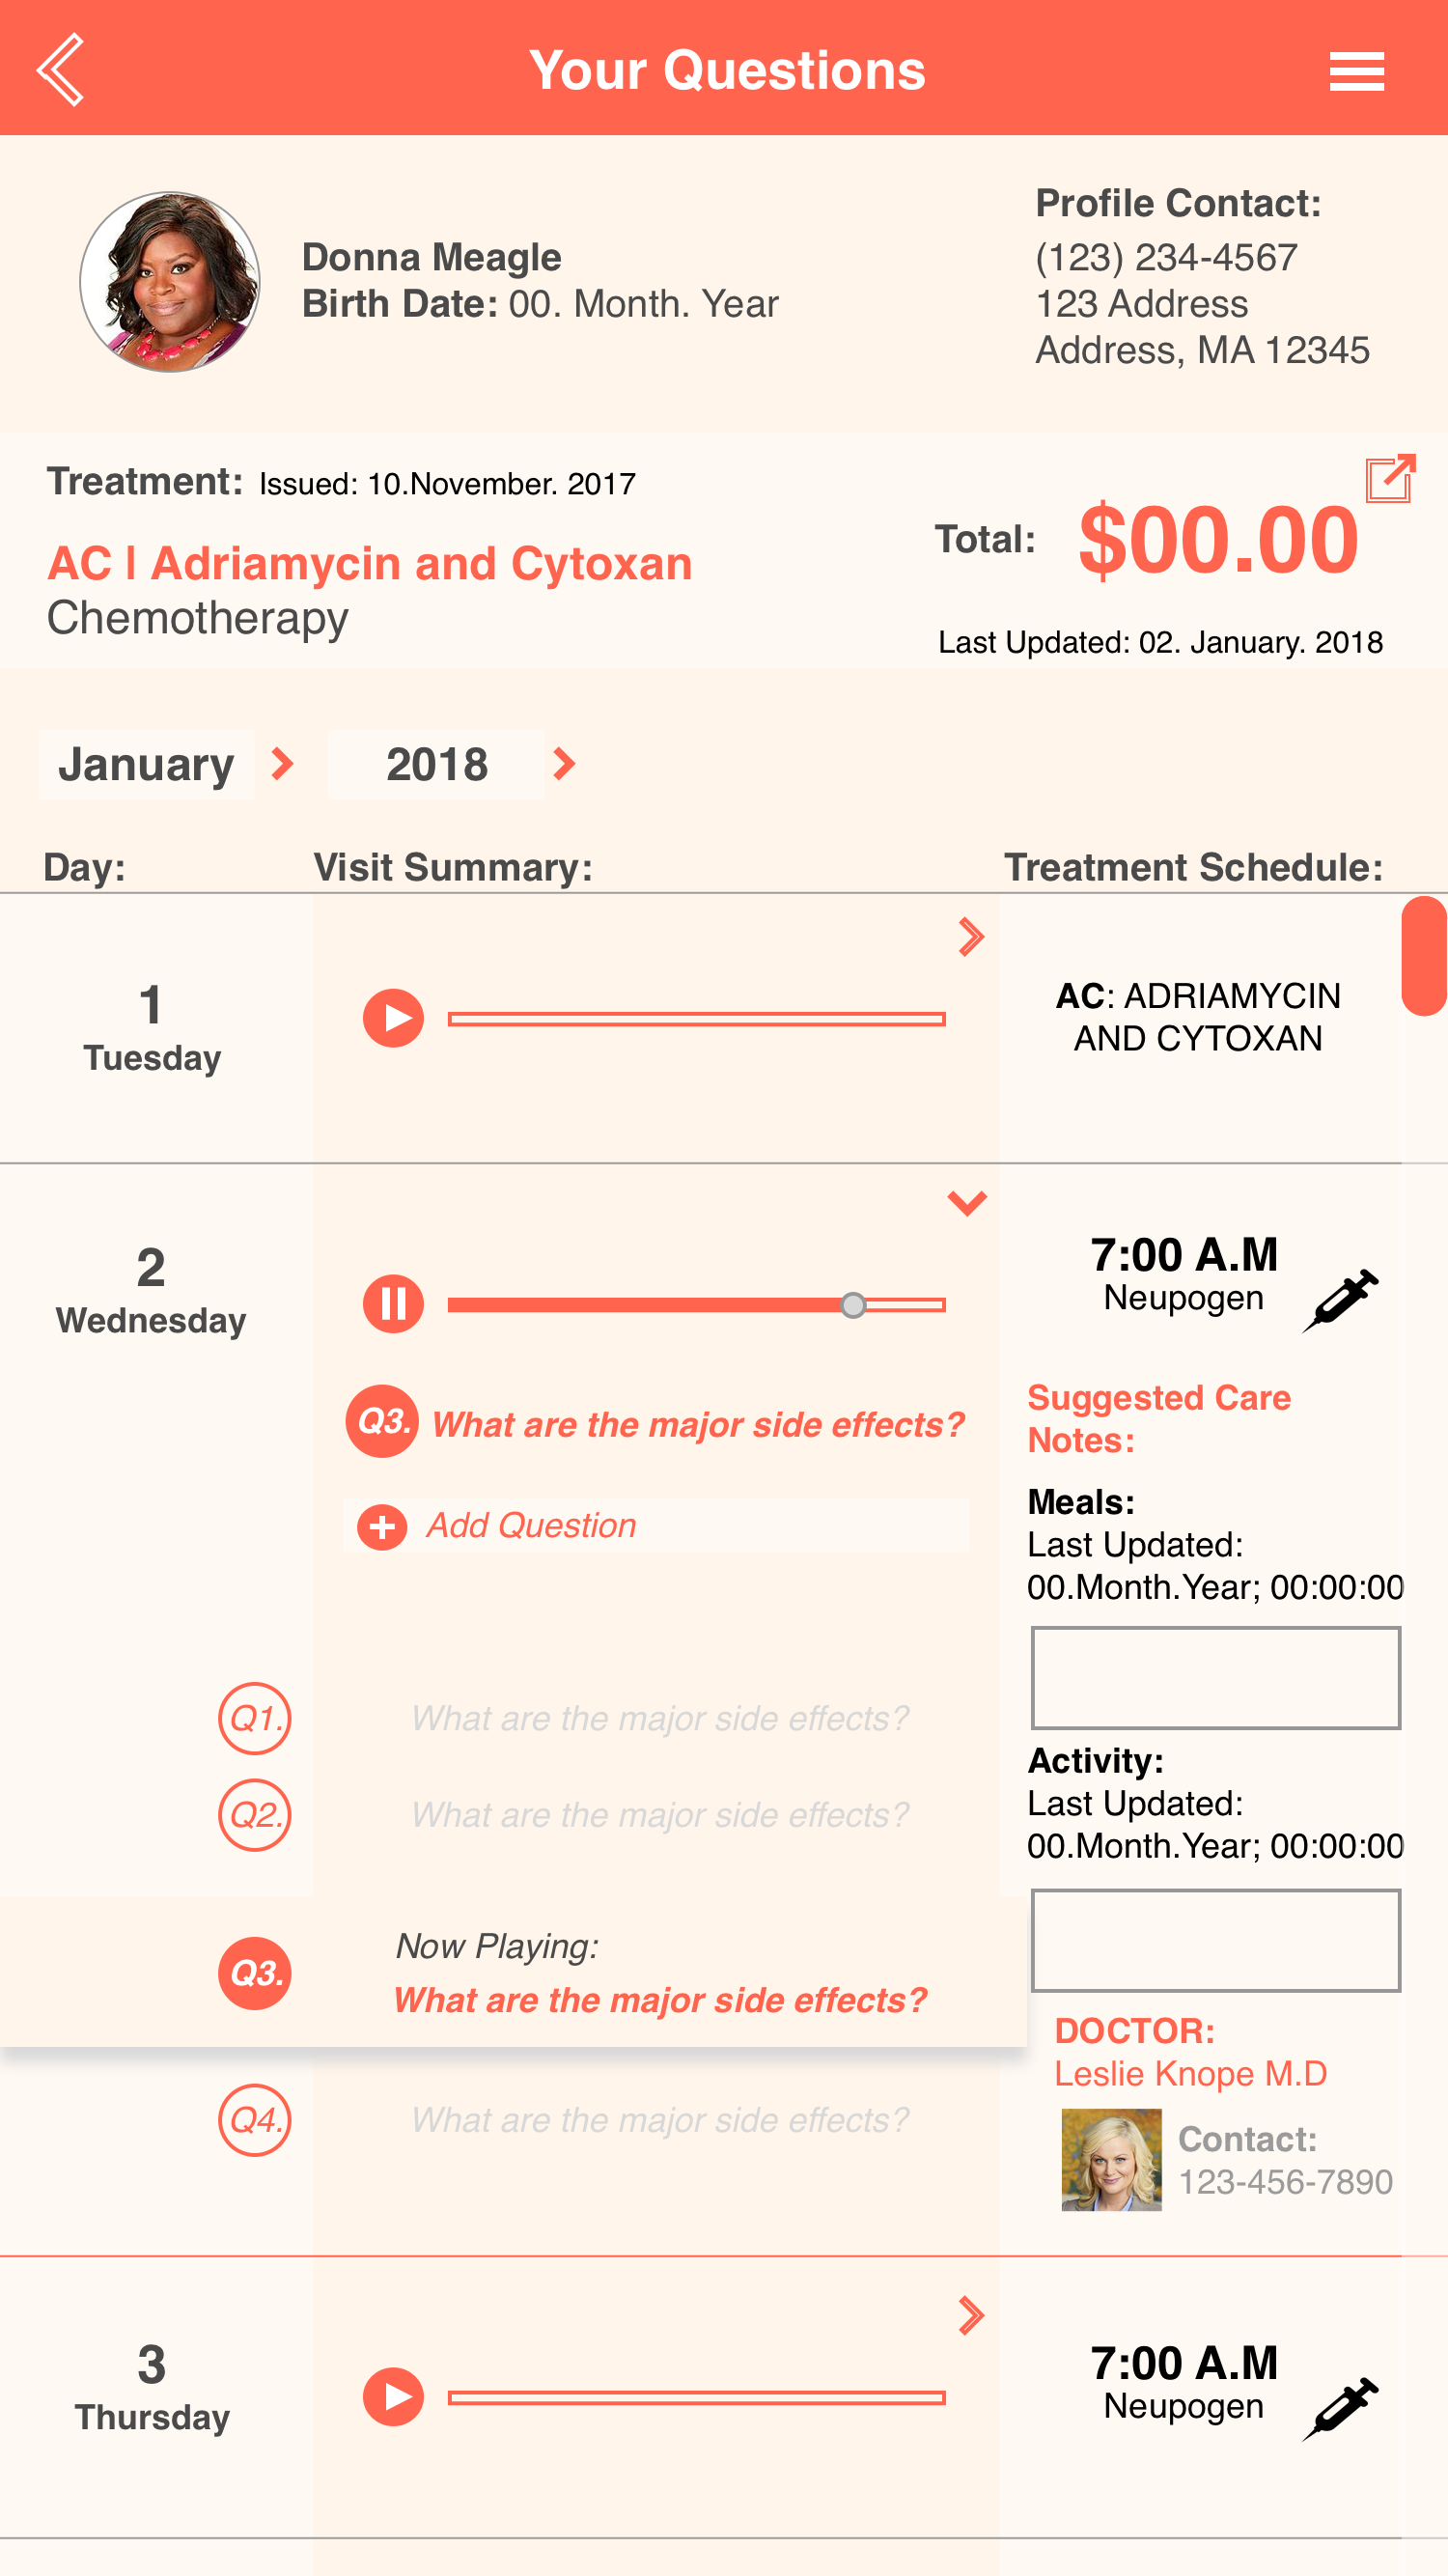 Your Questions
Donna Meagle
Birth Date: 00. Month. Year
Profile Contact:
(123) 234-4567
123 Address
Address, MA 12345
Treatment: Issued: 10.November. 2017
AC | Adriamycin and Cytoxan
Chemotherapy
Total: $00.00
Last Updated: 02. January. 2018
January 2018
Day: Visit Summary: Treatment Schedule:
1
Tuesday
AC: ADRIAMYCIN
AND CYTOXAN
2
Wednesday
Q3. What are the major side effects?
Add Question
Q1. What are the major side effects?
Q2. What are the major side effects?
Q3. Now Playing:
What are the major side effects?
Q4. What are the major side effects?
7:00 A.M
Neupogen
Suggested Care
Notes:
Meals:
Last Updated:
00.Month.Year; 00:00:00
Activity:
Last Updated:
00.Month.Year; 00:00:00
DOCTOR:
Leslie Knope M.D
Contact:
123-456-7890
3
Thursday
7:00 A.M
Neupogen